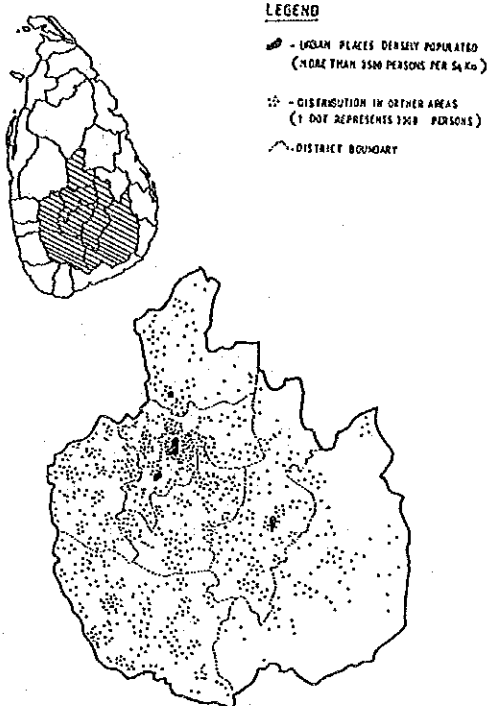 LEGEND
- URBAN PLACES DENSELY POPULATED
(MORE THAN 3500 PERSONS PER Sq Km)
- DISTRIBUTION IN ORTHER AREAS
(1 DOT REPRESENTS PERSONS)
- DISTRICT BOUNDARY